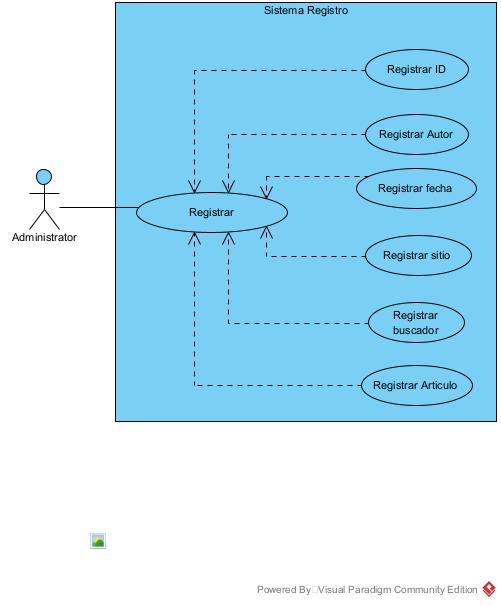 Sistema Registro
Registrar ID
Registrar Autor
Registrar fecha
Registrar
Administrator
Registrar sitio
Registrar
buscador
Registrar Articulo
Powered By Visual Paradigm Community Edition